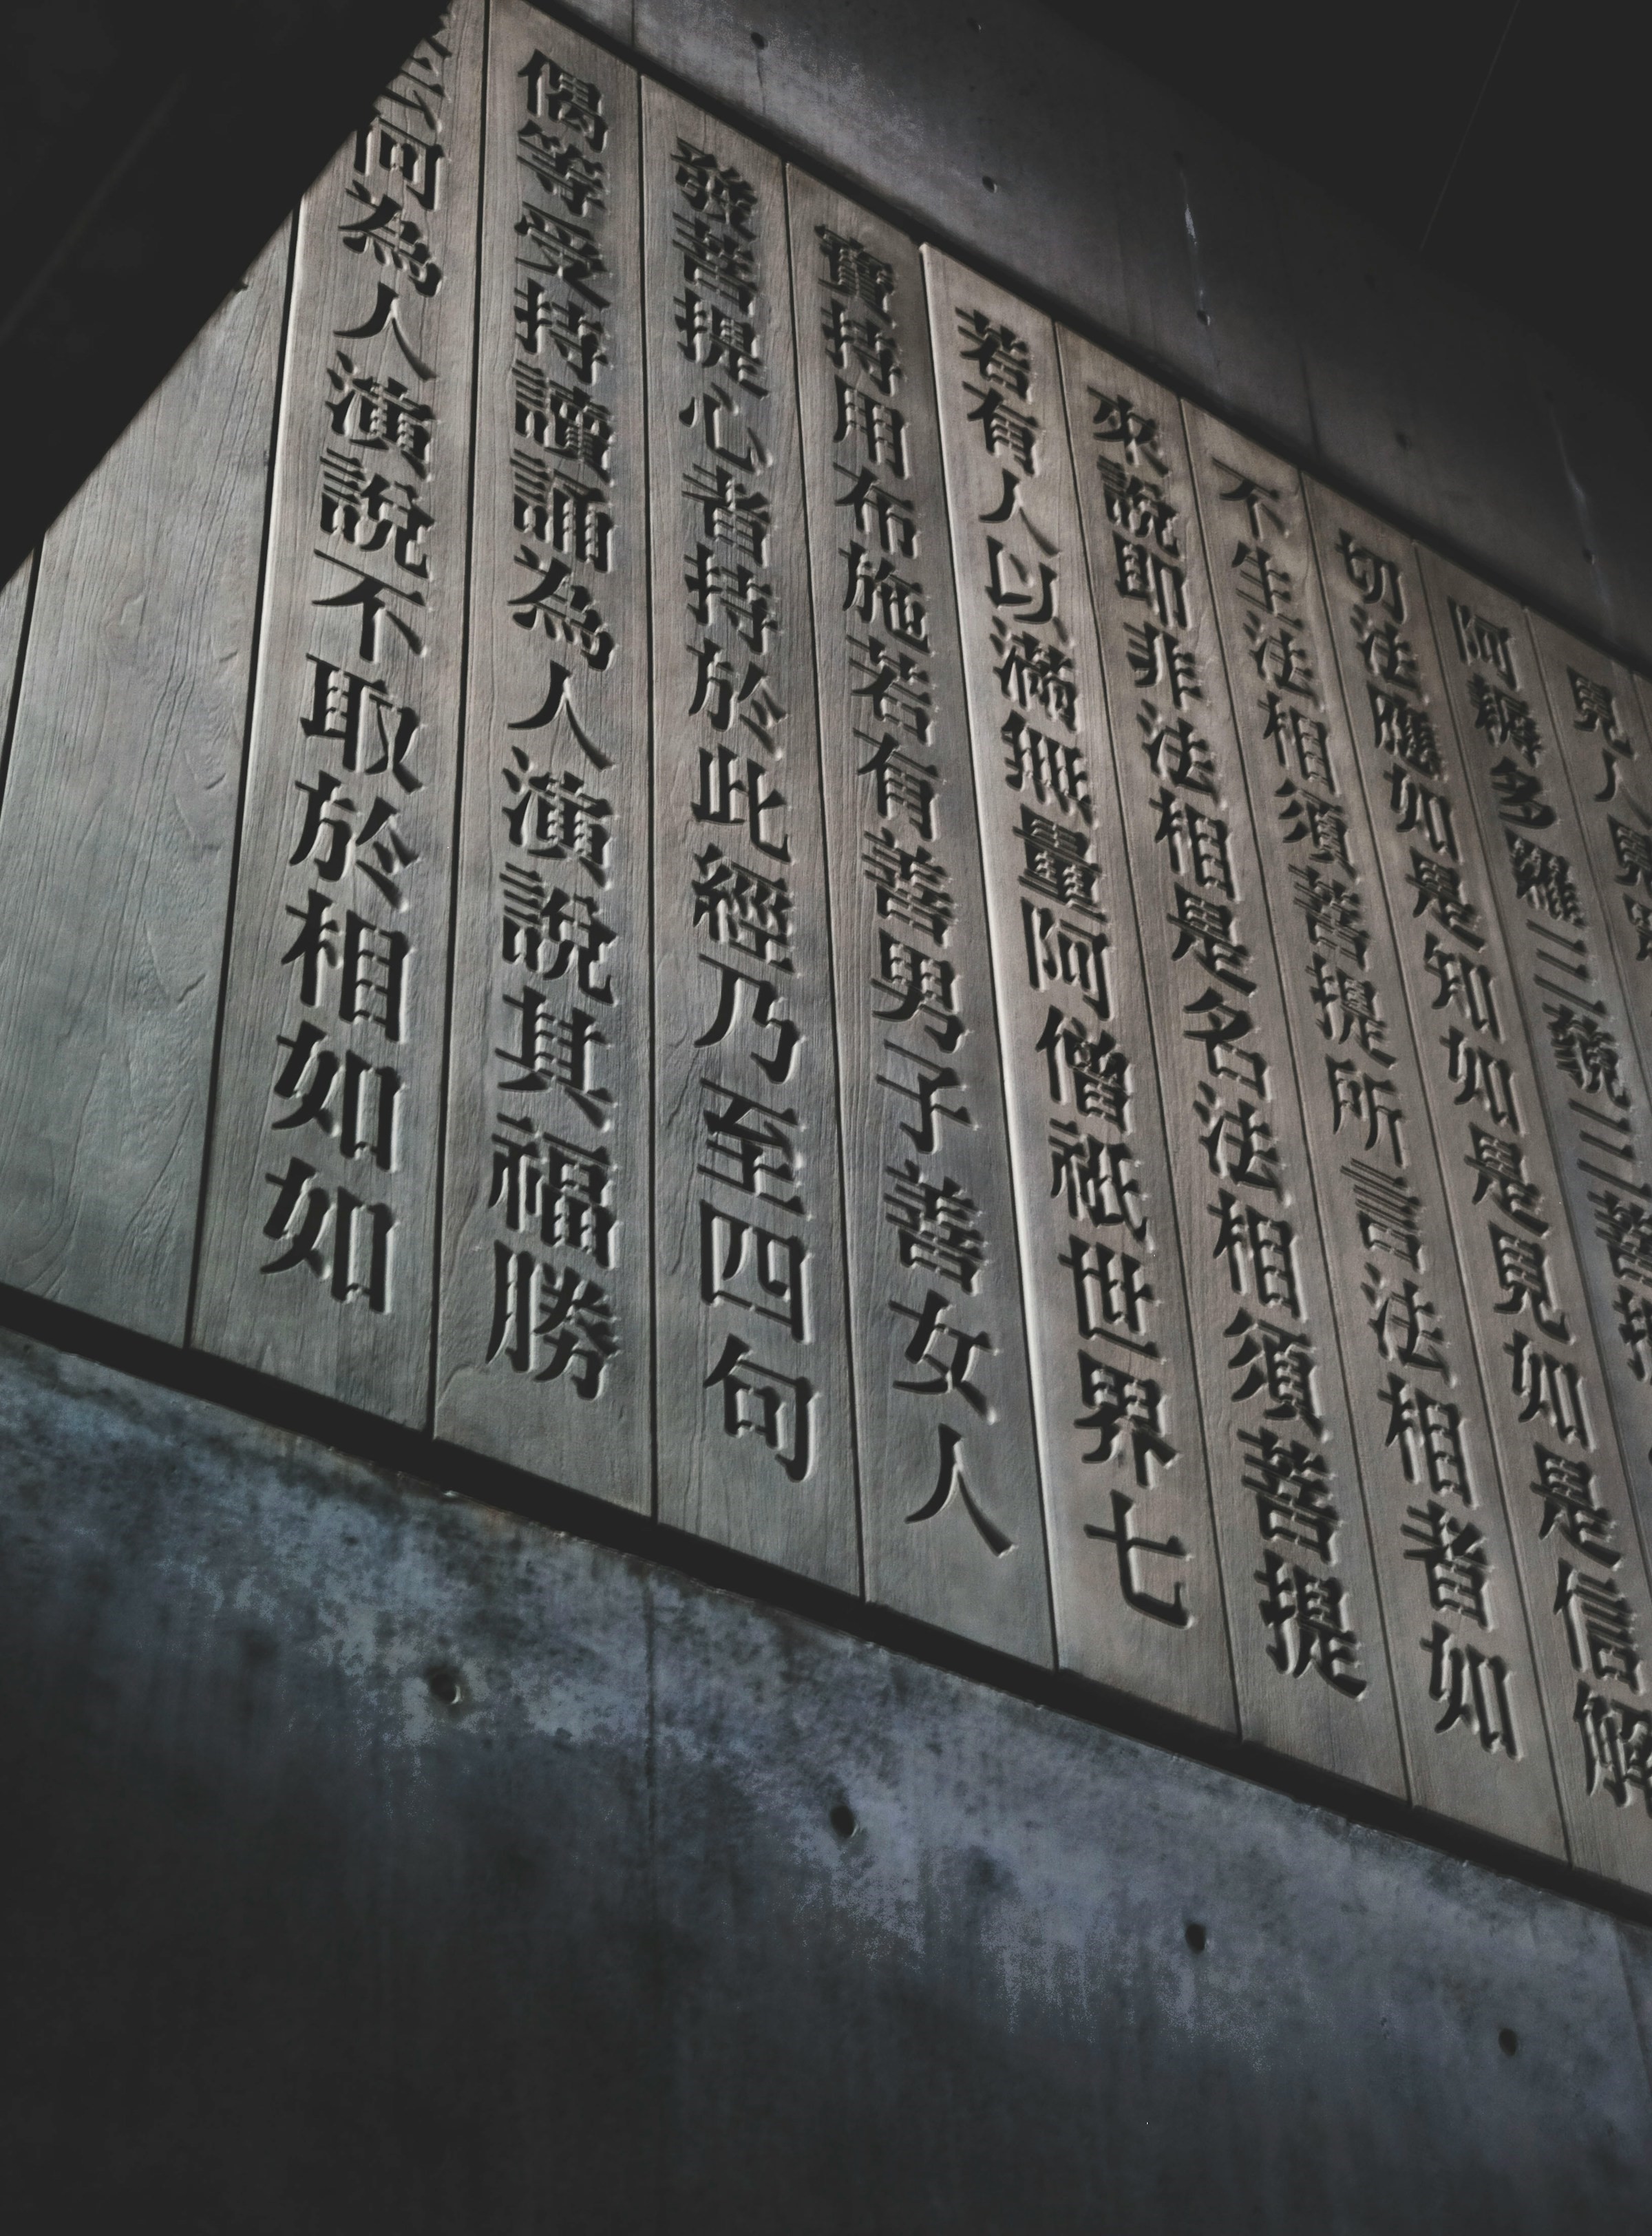 見人見眾
阿耨多羅三藐三菩提
切法應如是知如是見如是信解
不生法相須菩提所言法相者如
來說即非法相是名法相須菩提
若有人以滿無量阿僧祇世界七
寶持用布施若有善男子善女人
發菩提心者持於此經乃至四句
偈等受持讀誦為人演說其福勝
云何為人演說不取於相如如